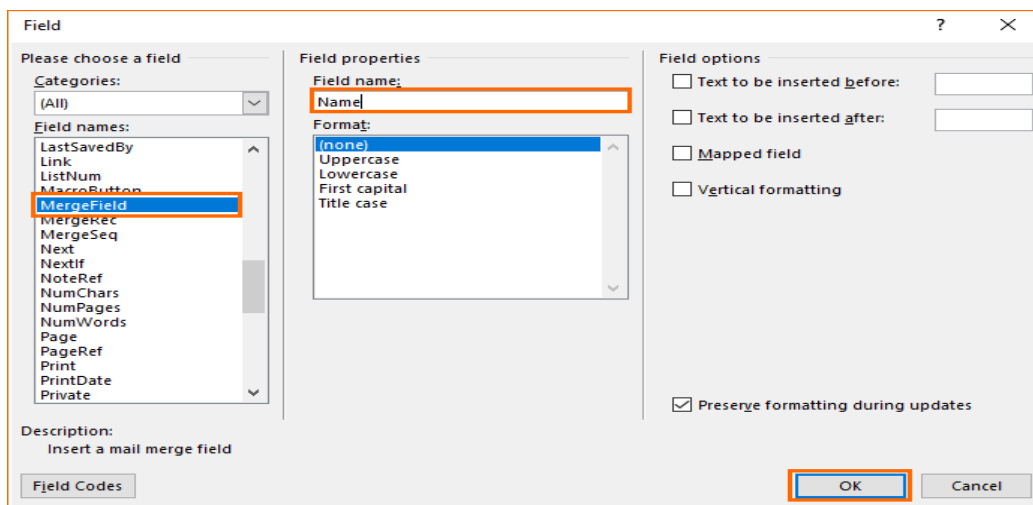 Field
?
Please choose a field
Categories:
(All)
Field names:
LastSavedBy
Link
ListNum
MacroButton
MergeField
MergeRec
MergeSeq
Next
NextIf
NoteRef
NumChars
NumPages
NumWords
Page
PageRef
Print
PrintDate
Private
Field properties
Field name:
Name
Format:
(none)
Uppercase
Lowercase
First capital
Title case
Field options
Text to be inserted before:
Text to be inserted after:
Mapped field
Vertical formatting
Preserve formatting during updates
Description:
Insert a mail merge field
Field Codes
OK
Cancel